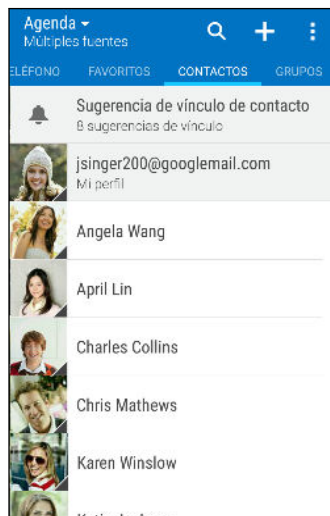 Agenda
Múltiples fuentes
ELÉFONO FAVORITOS CONTACTOS GRUPOS
Sugerencia de vínculo de contacto
8 sugerencias de vínculo
jsinger200@googlemail.com
Mi perfil
Angela Wang
April Lin
Charles Collins
Chris Mathews
Karen Winslow